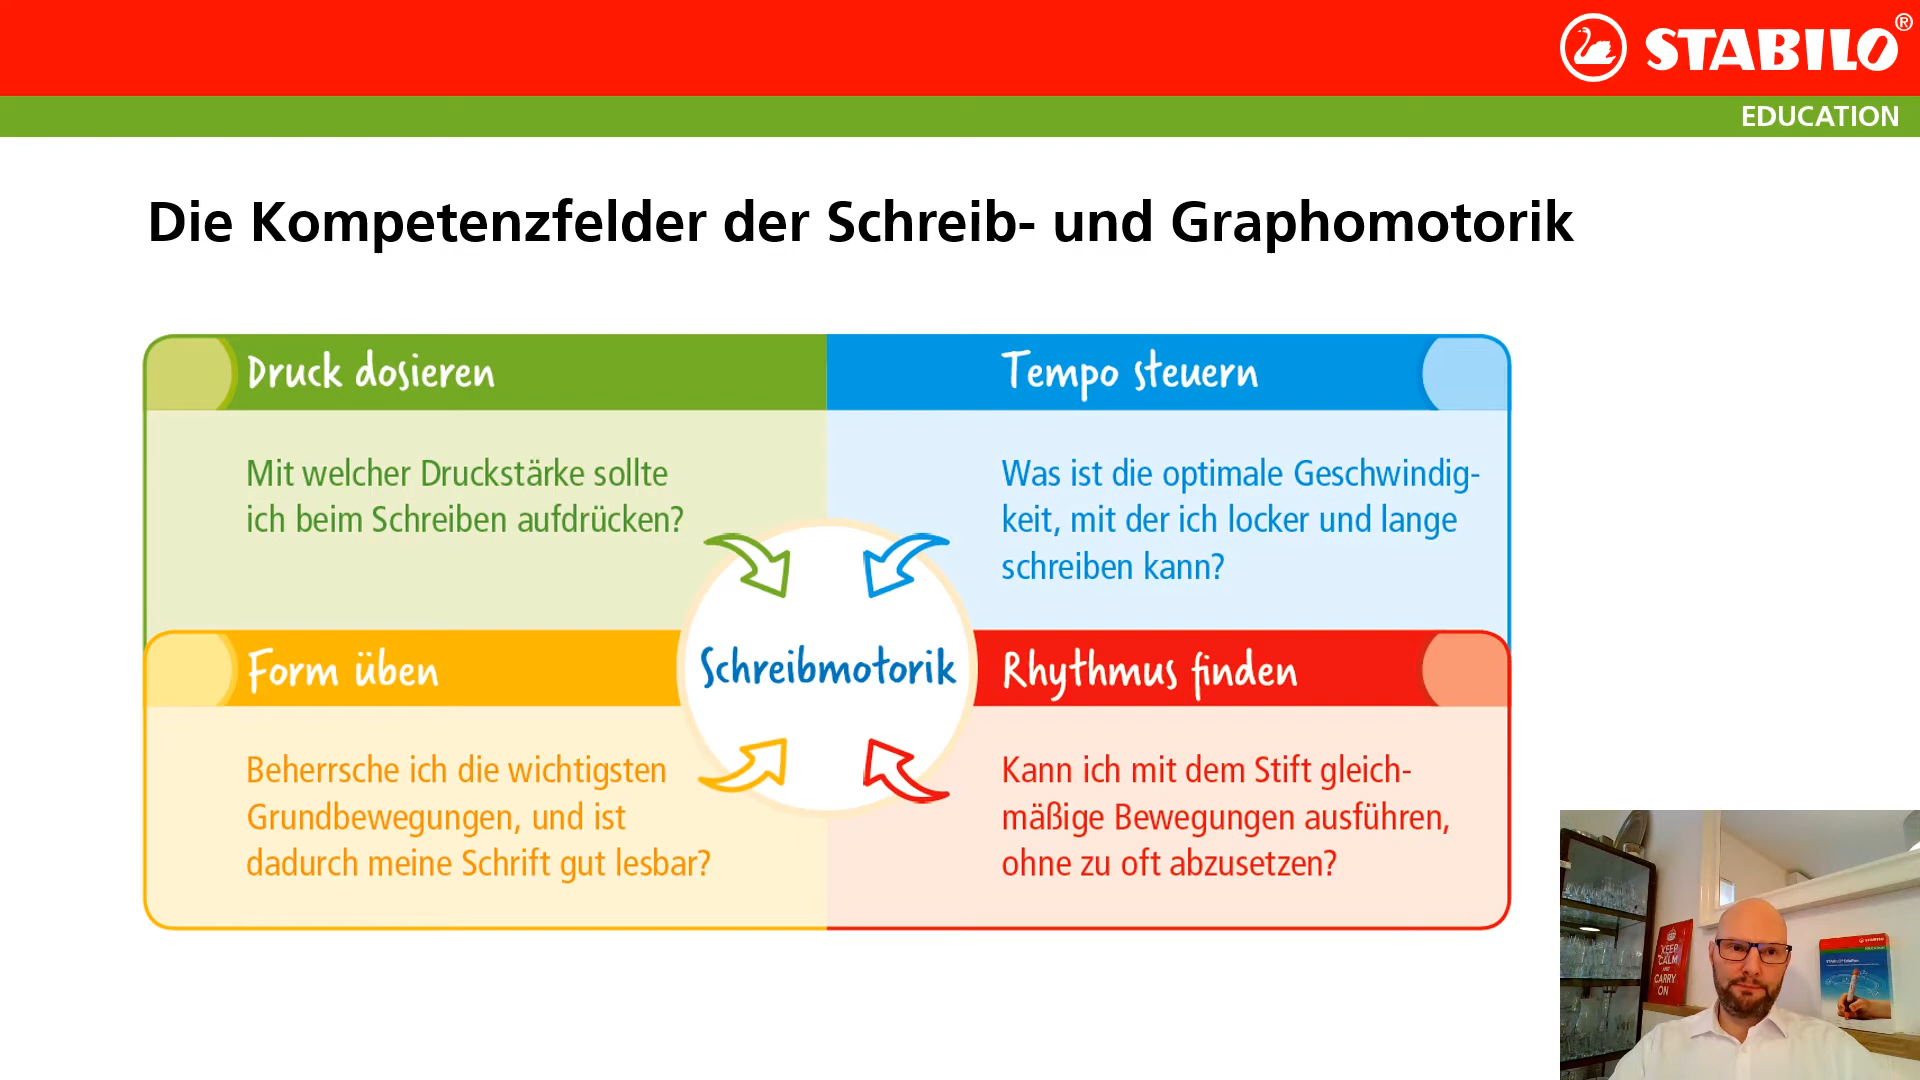 STABILO®
EDUCATION
Die Kompetenzfelder der Schreib- und Graphomotorik
Druck dosieren
Mit welcher Druckstärke sollte
ich beim Schreiben aufdrücken?
Tempo steuern
Was ist die optimale Geschwindig-
keit, mit der ich locker und lange
schreiben kann?
Schreibmotorik
Form üben
Beherrsche ich die wichtigsten
Grundbewegungen, und ist
dadurch meine Schrift gut lesbar?
Rhythmus finden
Kann ich mit dem Stift gleich-
mäßige Bewegungen ausführen,
ohne zu oft abzusetzen?
KEEP
CALM
AND
CARRY
ON
STABILO